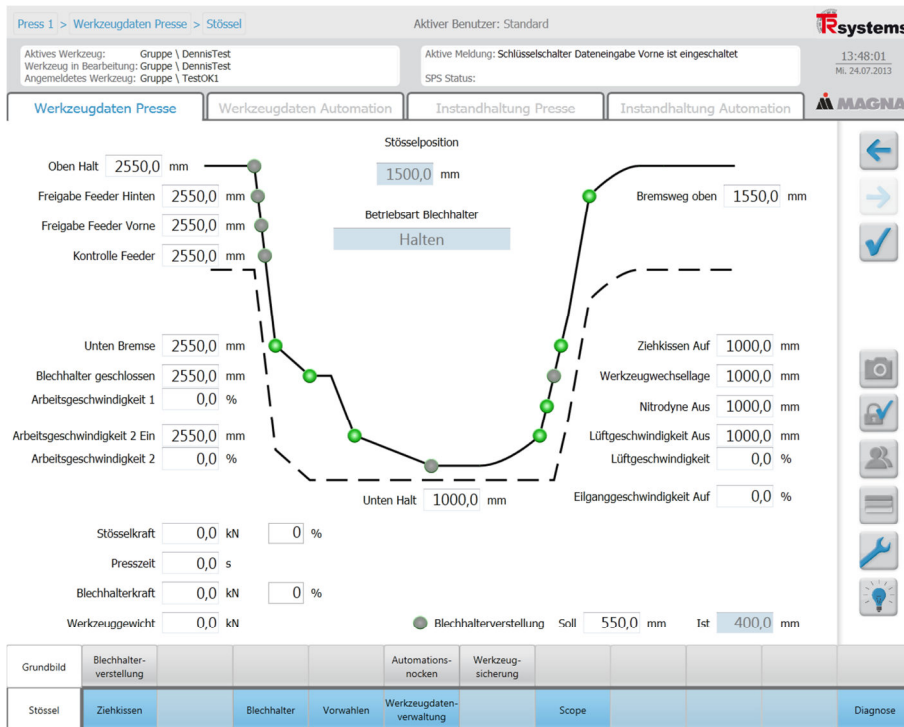 Press 1 > Werkzeugdaten Presse > Stössel
Aktiver Benutzer: Standard
TRsystems
Aktives Werkzeug: Gruppe \ DennisTest
Werkzeug in Bearbeitung: Gruppe \ DennisTest
Angemeldetes Werkzeug: Gruppe \ TestOK1
Aktive Meldung: Schlüsselschalter Dateneingabe Vorne ist eingeschaltet
SPS Status:
13:48:01
Mi. 24.07.2013
Werkzeugdaten Presse
Werkzeugdaten Automation
Instandhaltung Presse
Instandhaltung Automation
MAGNA
Stösselposition
1500,0 mm
Betriebsart Blechhalter
Halten
Oben Halt 2550,0 mm
Freigabe Feeder Hinten 2550,0 mm
Freigabe Feeder Vorne 2550,0 mm
Kontrolle Feeder 2550,0 mm
Bremsweg oben 1550,0 mm
Unten Bremse 2550,0 mm
Blechhalter geschlossen 2550,0 mm
Arbeitsgeschwindigkeit 1 0,0 %
Arbeitsgeschwindigkeit 2 Ein 2550,0 mm
Arbeitsgeschwindigkeit 2 0,0 %
Ziehkissen Auf 1000,0 mm
Werkzeugwechsellage 1000,0 mm
Nitrodyne Aus 1000,0 mm
Lüftgeschwindigkeit Aus 1000,0 mm
Lüftgeschwindigkeit 0,0 %
Unten Halt 1000,0 mm
Eilganggeschwindigkeit Auf 0,0 %
Stösselkraft 0,0 kN 0 %
Presszeit 0,0 s
Blechhalterkraft 0,0 kN 0 %
Werkzeuggewicht 0,0 kN
Blechhalterverstellung Soll 550,0 mm Ist 400,0 mm
Grundbild
Blechhalter-
verstellung
Automations-
nocken
Werkzeug-
sicherung
Stössel
Ziehkissen
Blechhalter
Vorwahlen
Werkzeugdaten-
verwaltung
Scope
Diagnose